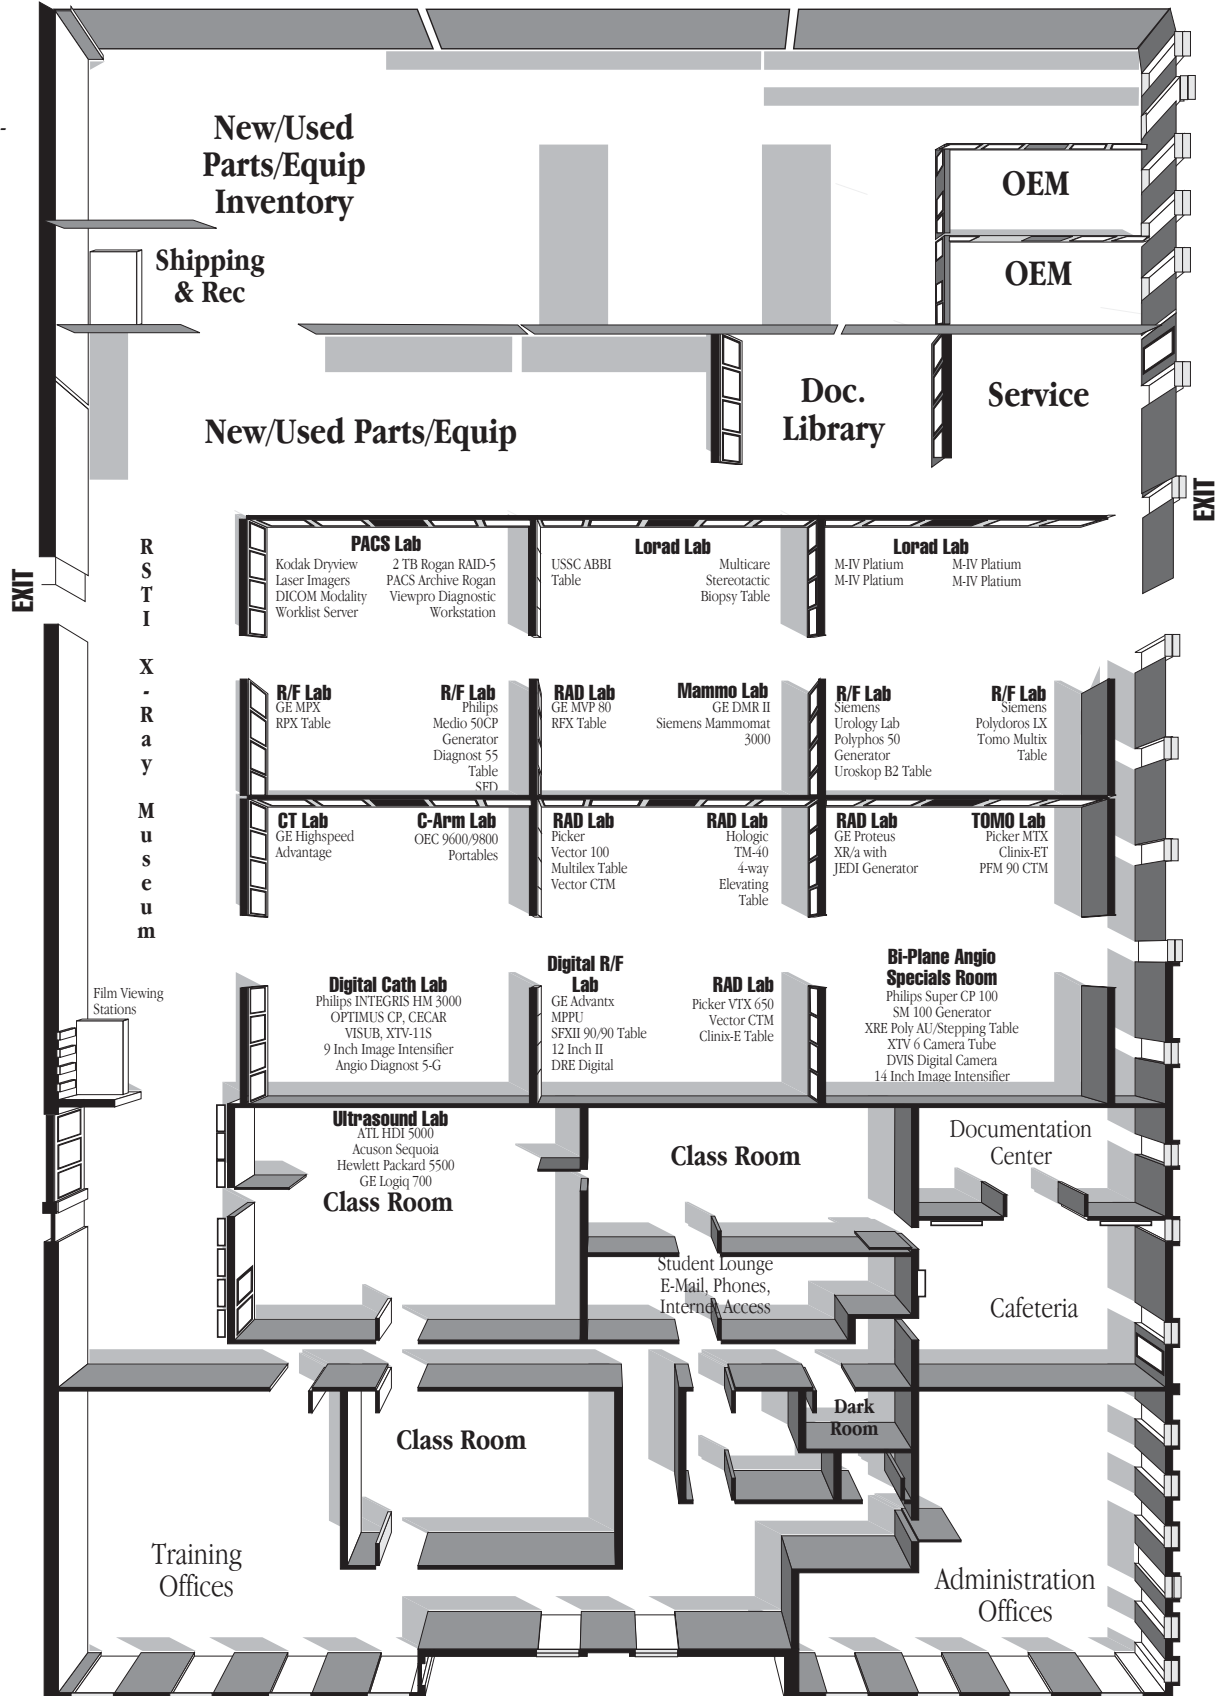 -
New/Used
Parts/Equip
Inventory
OEM
Shipping
& Rec
OEM
Doc.
Library
Service
New/Used Parts/Equip
EXIT
EXIT
RSTI X-Ray Museum
PACS Lab
Kodak Dryview
Laser Imagers
DICOM Modality
Worklist Server
2 TB Rogan RAID-5
PACS Archive Rogan
Viewpro Diagnostic
Workstation
Lorad Lab
USSC ABBI
Table
Multicare
Stereotactic
Biopsy Table
Lorad Lab
M-IV Platium
M-IV Platium
M-IV Platium
M-IV Platium
R/F Lab
GE MPX
RPX Table
R/F Lab
Philips
Medio 50CP
Generator
Diagnost 55
Table
SFD
RAD Lab
GE MVP 80
RFX Table
Mammo Lab
GE DMR II
Siemens Mammomat
3000
R/F Lab
Siemens
Urology Lab
Polyphos 50
Generator
Uroskop B2 Table
R/F Lab
Siemens
Polydoros LX
Tomo Multix
Table
CT Lab
GE Highspeed
Advantage
C-Arm Lab
OEC 9600/9800
Portables
RAD Lab
Picker
Vector 100
Multilex Table
Vector CTM
RAD Lab
Hologic
TM-40
4-way
Elevating
Table
RAD Lab
GE Proteus
XR/a with
JEDI Generator
TOMO Lab
Picker MTX
Clinix-ET
PFM 90 CTM
Film Viewing
Stations
Digital Cath Lab
Philips INTEGRIS HM 3000
OPTIMUS CP, CECAR
VISUB, XTV-11S
9 Inch Image Intensifier
Angio Diagnost 5-G
Digital R/F
Lab
GE Advantx
MPPU
SFXII 90/90 Table
12 Inch II
DRE Digital
RAD Lab
Picker VTX 650
Vector CTM
Clinix-E Table
Bi-Plane Angio
Specials Room
Philips Super CP 100
SM 100 Generator
XRE Poly AU/Stepping Table
XTV 6 Camera Tube
DVIS Digital Camera
14 Inch Image Intensifier
Ultrasound Lab
ATL HDI 5000
Acuson Sequoia
Hewlett Packard 5500
GE Logiq 700
Class Room
Class Room
Documentation
Center
Student Lounge
E-Mail, Phones,
Internet Access
Cafeteria
Class Room
Dark
Room
Training
Offices
Administration
Offices